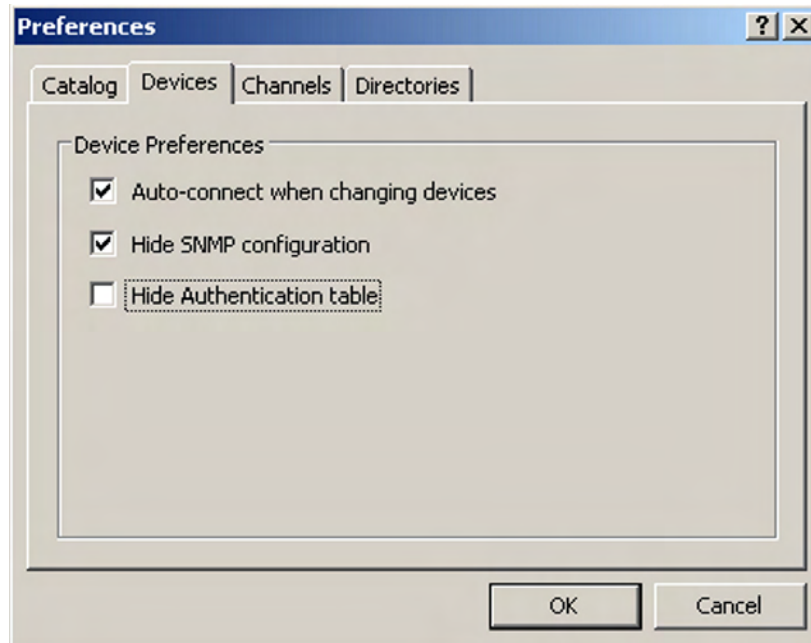 Preferences
Catalog Devices Channels Directories
Device Preferences
Auto-connect when changing devices
Hide SNMP configuration
Hide Authentication table
OK Cancel